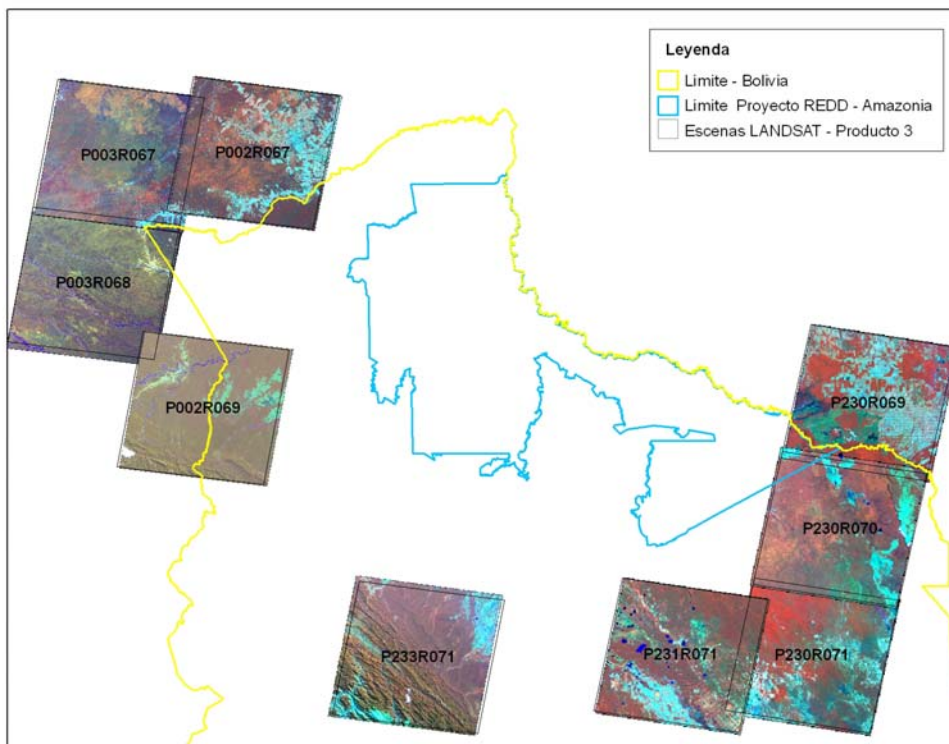 Leyenda
Limite - Bolivia
Limite Proyecto REDD - Amazonia
Escenas LANDSAT - Producto 3
P003R067
P002R067
P003R068
P002R069
P230R069
P230R070
P233R071
P231R071
P230R071